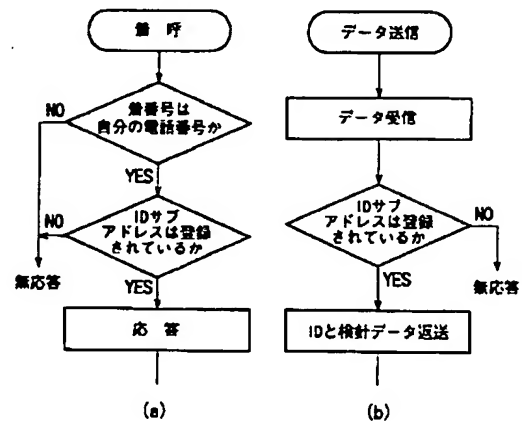 着 呼
NO
着番号は
自分の電話番号か
YES
NO
IDサブ
アドレスは登録
されているか
無応答
YES
応 答
(a)
データ送信
データ受信
IDサブ
アドレスは登録
されているか
NO
YES
無応答
IDと検針データ返送
(b)